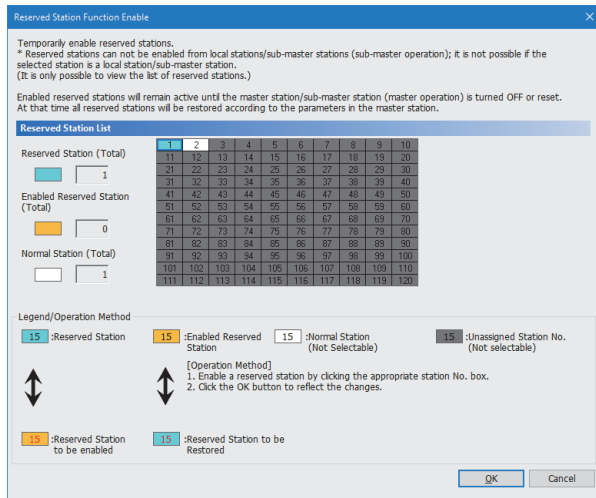 Reserved Station Function Enable
Temporarily enable reserved stations.
* Reserved stations can not be enabled from local stations/sub-master stations (sub-master operation); it is not possible if the
selected station is a local station/sub-master station.
(It is only possible to view the list of reserved stations.)
Enabled reserved stations will remain active until the master station/sub-master station (master operation) is turned OFF or reset.
At that time all reserved stations will be restored according to the parameters in the master station.
Reserved Station List
Reserved Station (Total)
1
Enabled Reserved Station
(Total)
0
Normal Station (Total)
1
1 2 3 4 5 6 7 8 9 10
11 12 13 14 15 16 17 18 19 20
21 22 23 24 25 26 27 28 29 30
31 32 33 34 35 36 37 38 39 40
41 42 43 44 45 46 47 48 49 50
51 52 53 54 55 56 57 58 59 60
61 62 63 64 65 66 67 68 69 70
71 72 73 74 75 76 77 78 79 80
81 82 83 84 85 86 87 88 89 90
91 92 93 94 95 96 97 98 99 100
101 102 103 104 105 106 107 108 109 110
111 112 113 114 115 116 117 118 119 120
Legend/Operation Method
15 :Reserved Station
15 :Enabled Reserved
Station
15 :Normal Station
(Not Selectable)
15 :Unassigned Station No.
(Not selectable)
[Operation Method]
1. Enable a reserved station by clicking the appropriate station No. box.
2. Click the OK button to reflect the changes.
15 :Reserved Station
to be enabled
15 :Reserved Station to be
Restored
OK
Cancel